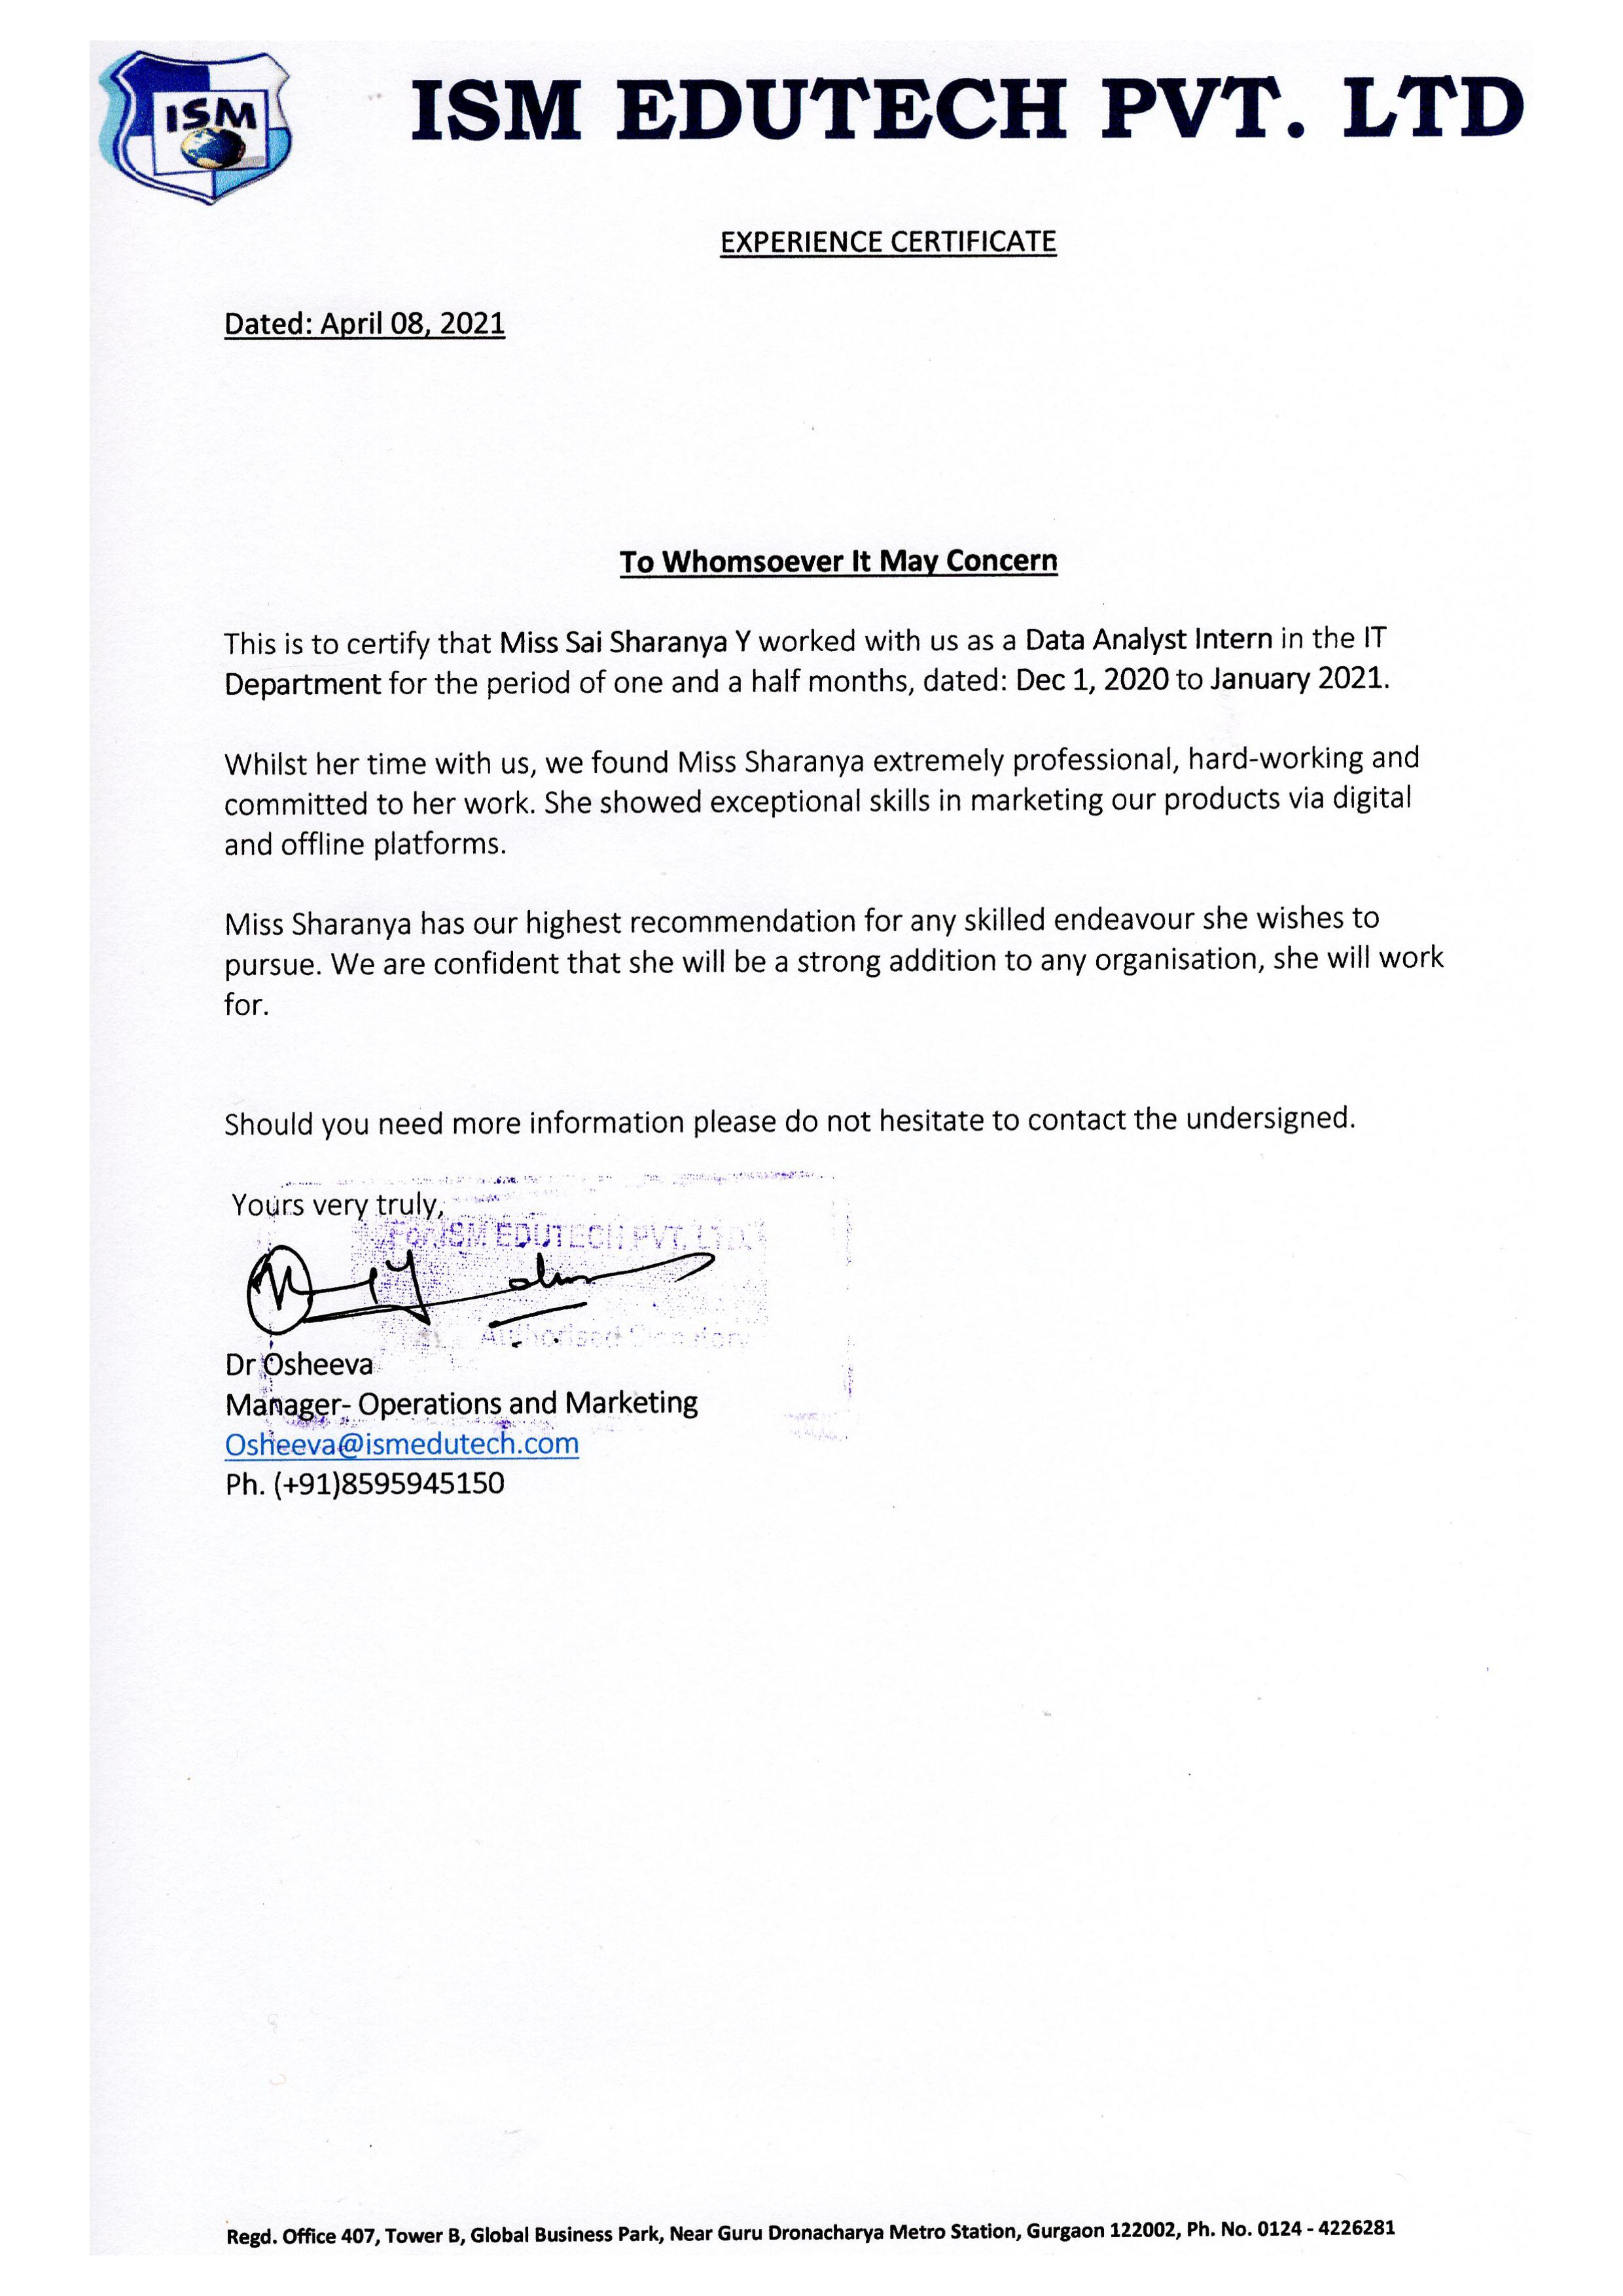 ISM
ISM EDUTECH PVT. LTD
EXPERIENCE CERTIFICATE
Dated: April 08, 2021
To Whomsoever It May Concern
This is to certify that Miss Sai Sharanya Y worked with us as a Data Analyst Intern in the IT
Department for the period of one and a half months, dated: Dec 1, 2020 to January 2021.
Whilst her time with us, we found Miss Sharanya extremely professional, hard-working and
committed to her work. She showed exceptional skills in marketing our products via digital
and offline platforms.
Miss Sharanya has our highest recommendation for any skilled endeavour she wishes to
pursue. We are confident that she will be a strong addition to any organisation, she will work
for.
Should you need more information please do not hesitate to contact the undersigned.
Yours very truly,
For ISM EDUTECH PVT. LTD.
Authorised
Dr Osheeva
Manager- Operations and Marketing
Osheeva@ismedutech.com
Ph. (+91)8595945150
Regd. Office 407, Tower B, Global Business Park, Near Guru Dronacharya Metro Station, Gurgaon 122002, Ph. No. 0124 - 4226281